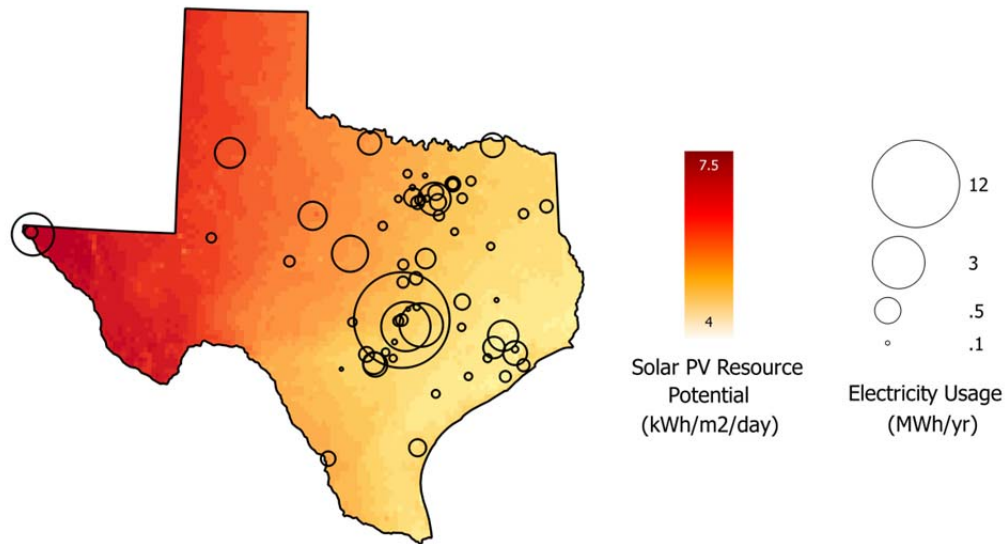 7.5
4
Solar PV Resource
Potential
(kWh/m2/day)
12
3
.5
.1
Electricity Usage
(MWh/yr)